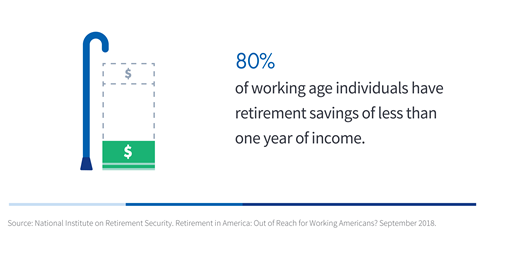 $
$
80%
of working age individuals have
retirement savings of less than
one year of income.
Source: National Institute on Retirement Security. Retirement in America: Out of Reach for Working Americans? September 2018.